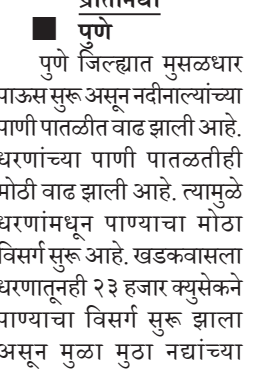 ■ पुणे
पुणे जिल्ह्यात मुसळधार
पाऊस सुरू असून नदीनाल्यांच्या
पाणी पातळीत वाढ झाली आहे.
धरणांच्या पाणी पातळतीही
मोठी वाढ झाली आहे. त्यामुळे
धरणांमधून पाण्याचा मोठा
विसर्ग सुरू आहे. खडकवासला
धरणातूनही २३ हजार क्युसेकने
पाण्याचा विसर्ग सुरू झाला
असून मुळा मुठा नद्यांच्या